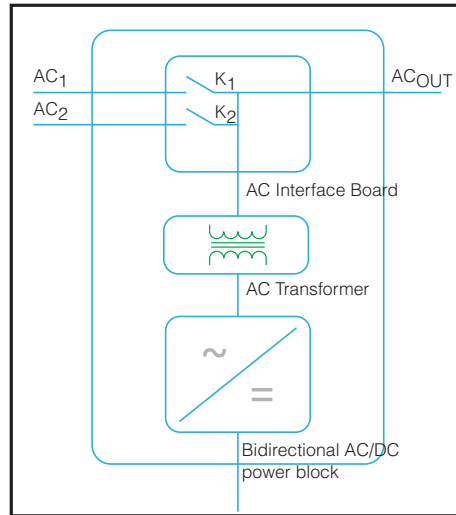 AC1
K1
ACOUT
AC2
K2
AC Interface Board
AC Transformer
~
=
Bidirectional AC/DC
power block